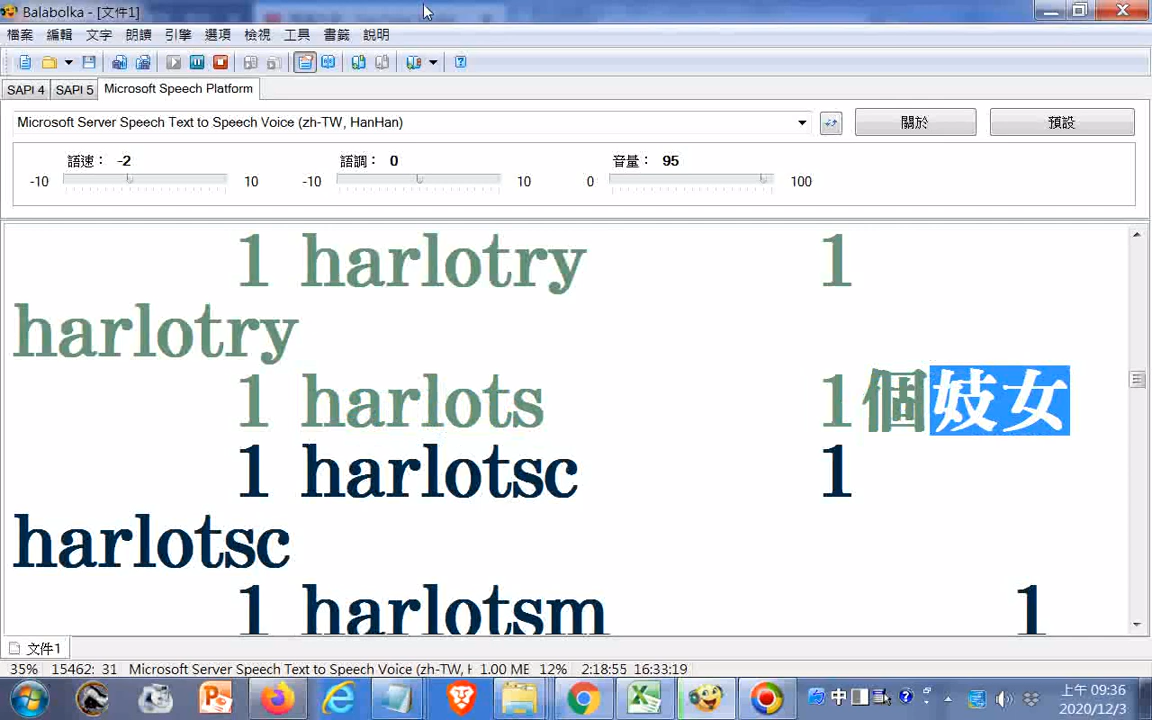 Balabolka - [文件1]
檔案 編輯 文字 朗讀 引擎 選項 檢視 工具 書籤 說明
SAPI 4 SAPI 5 Microsoft Speech Platform
Microsoft Server Speech Text to Speech Voice (zh-TW, HanHan) 關於 預設
語速： -2 語調： 0 音量： 95
-10 10 -10 10 0 100
1 harlotry 1
harlotry
1 harlots 1個妓女
1 harlotsc 1
harlotsc
1 harlotsm 1
文件1
35% 15462: 31 Microsoft Server Speech Text to Speech Voice (zh-TW, 1.00 ME 12% 2:18:55 16:33:19
中 上午 09:36
2020/12/3